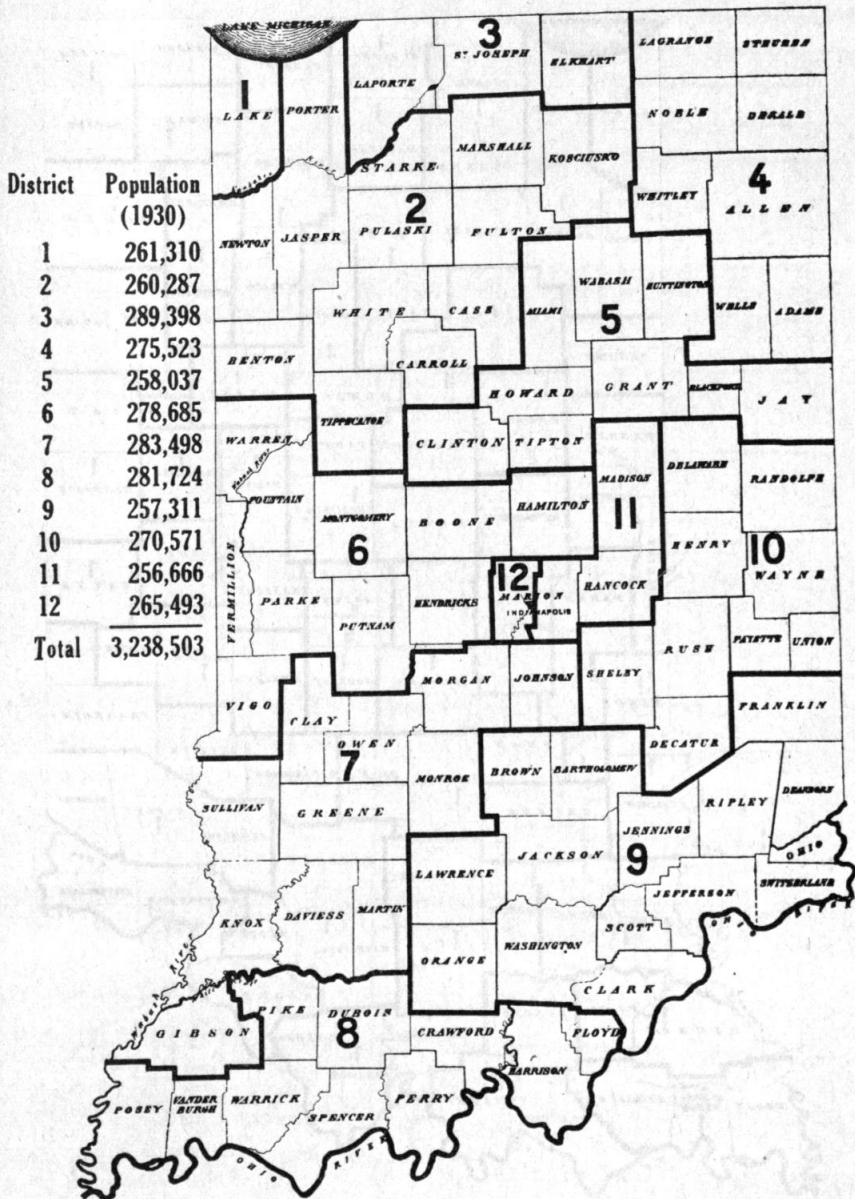 LAKE MICHIGAN
3
LAGRANGE STEUBEN
ST JOSEPH ELKHART
LAPORTE
1
LAKE PORTER
NOBLE DEKALB
MARSHALL
KOSCIUSKO
STARKE
District Population
(1930)
1 261,310
2 260,287
3 289,398
4 275,523
5 258,037
6 278,685
7 283,498
8 281,724
9 257,311
10 270,571
11 256,666
12 265,493
Total 3,238,503
4
WHITLEY ALLEN
2
NEWTON JASPER PULASKI FULTON
WABASH HUNTINGTON
WHITE CASS MIAMI 5 WELLS ADAMS
BENTON CARROLL
HOWARD GRANT BLACKFORD JAY
TIPPECANOE
WARREN CLINTON TIPTON
MADISON DELAWARE RANDOLPH
Wabash River
FOUNTAIN MONTGOMERY BOONE HAMILTON 11
6 HENRY 10
WAYNE
VERMILLION PARKE HENDRICKS 12 MARION HANCOCK
INDIANAPOLIS
PUTNAM
RUSH FAYETTE UNION
MORGAN JOHNSON SHELBY
VIGO CLAY FRANKLIN
OWEN DECATUR
7 MONROE BROWN BARTHOLOMEW
SULLIVAN GREENE RIPLEY DEARBORN
JENNINGS
JACKSON 9 OHIO
LAWRENCE JEFFERSON SWITZERLAND
OHIO RIVER
KNOX DAVIESS MARTIN
SCOTT
ORANGE WASHINGTON
CLARK
Wabash River
PIKE DUBOIS
GIBSON 8 CRAWFORD FLOYD
HARRISON
POSEY VANDERBURGH WARRICK PERRY
SPENCER
OHIO RIVER